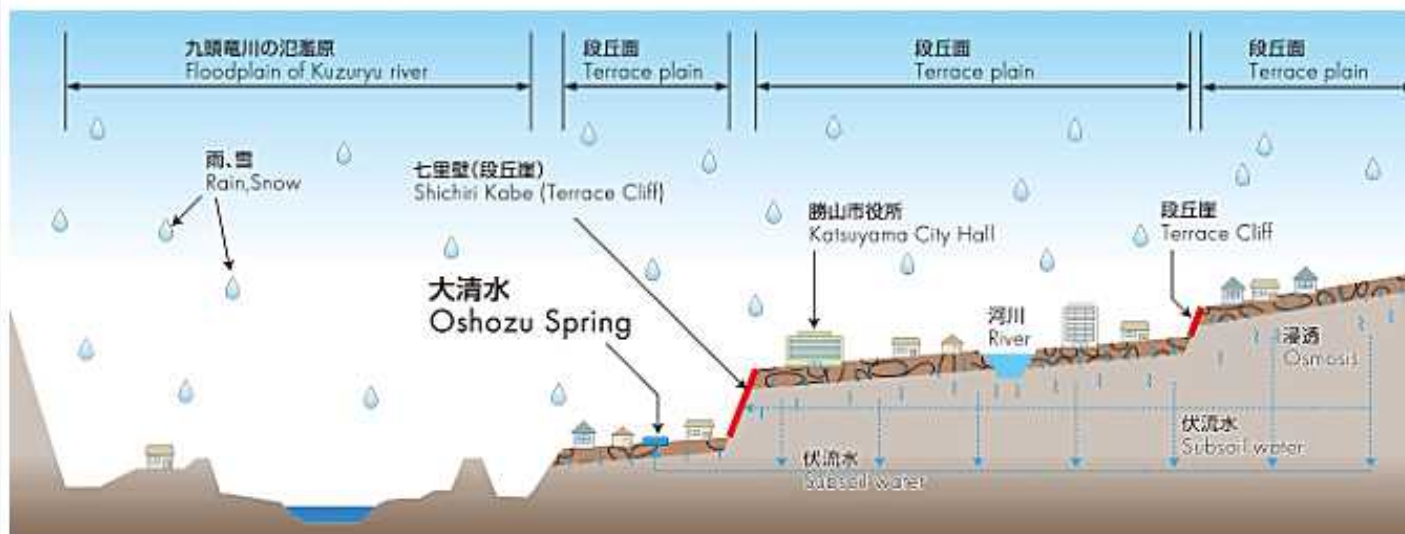 九頭竜川の氾濫原
Floodplain of Kuzuryu river
段丘面
Terrace plain
段丘面
Terrace plain
段丘面
Terrace plain
雨、雪
Rain,Snow
七里壁(段丘崖)
Shichiri Kabe (Terrace Cliff)
勝山市役所
Katsuyama City Hall
段丘崖
Terrace Cliff
大清水
Oshozu Spring
河川
River
浸透
Osmosis
伏流水
Subsoil water
伏流水
Subsoil water